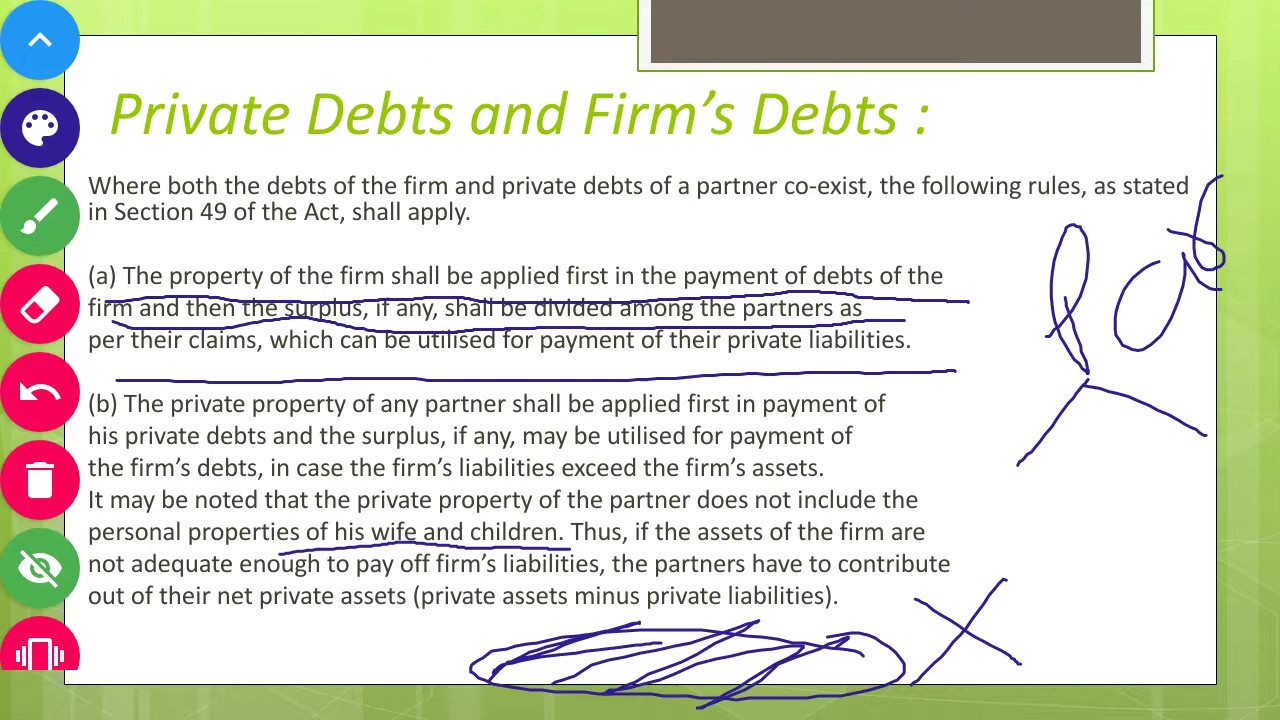 Private Debts and Firm’s Debts :
Where both the debts of the firm and private debts of a partner co-exist, the following rules, as stated
in Section 49 of the Act, shall apply.
(a) The property of the firm shall be applied first in the payment of debts of the
firm and then the surplus, if any, shall be divided among the partners as
per their claims, which can be utilised for payment of their private liabilities.
(b) The private property of any partner shall be applied first in payment of
his private debts and the surplus, if any, may be utilised for payment of
the firm’s debts, in case the firm’s liabilities exceed the firm’s assets.
It may be noted that the private property of the partner does not include the
personal properties of his wife and children. Thus, if the assets of the firm are
not adequate enough to pay off firm’s liabilities, the partners have to contribute
out of their net private assets (private assets minus private liabilities).